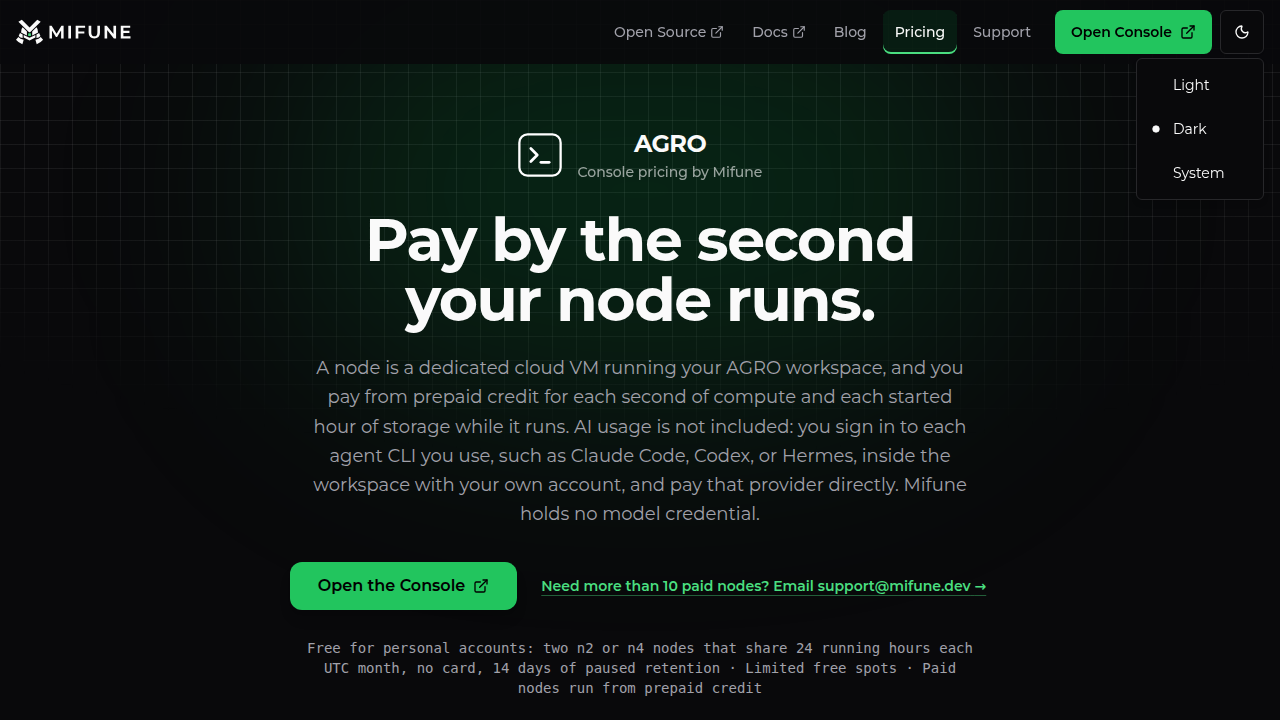 MIFUNE
Open Source
Docs
Blog
Pricing
Support
Open Console
Light
Dark
System
AGRO
Console pricing by Mifune
Pay by the second
your node runs.
A node is a dedicated cloud VM running your AGRO workspace, and you
pay from prepaid credit for each second of compute and each started
hour of storage while it runs. AI usage is not included: you sign in to each
agent CLI you use, such as Claude Code, Codex, or Hermes, inside the
workspace with your own account, and pay that provider directly. Mifune
holds no model credential.
Open the Console
Need more than 10 paid nodes? Email support@mifune.dev →
Free for personal accounts: two n2 or n4 nodes that share 24 running hours each
UTC month, no card, 14 days of paused retention · Limited free spots · Paid
nodes run from prepaid credit